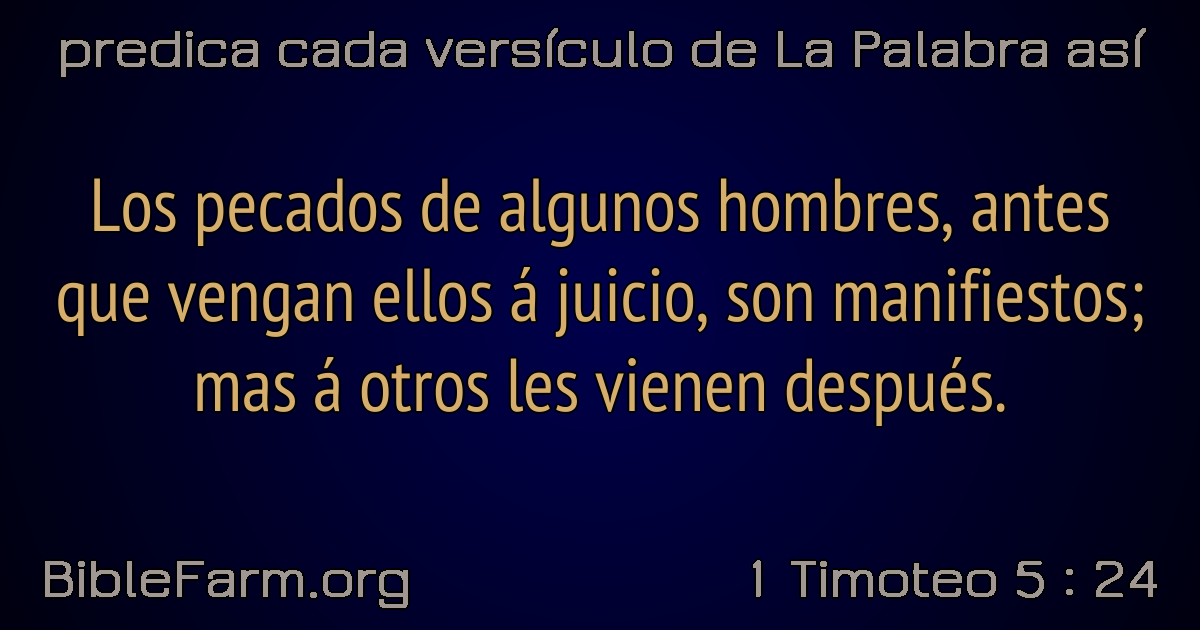 predica cada versículo de La Palabra así
Los pecados de algunos hombres, antes
que vengan ellos á juicio, son manifiestos;
mas á otros les vienen después.
BibleFarm.org
1 Timoteo 5 : 24